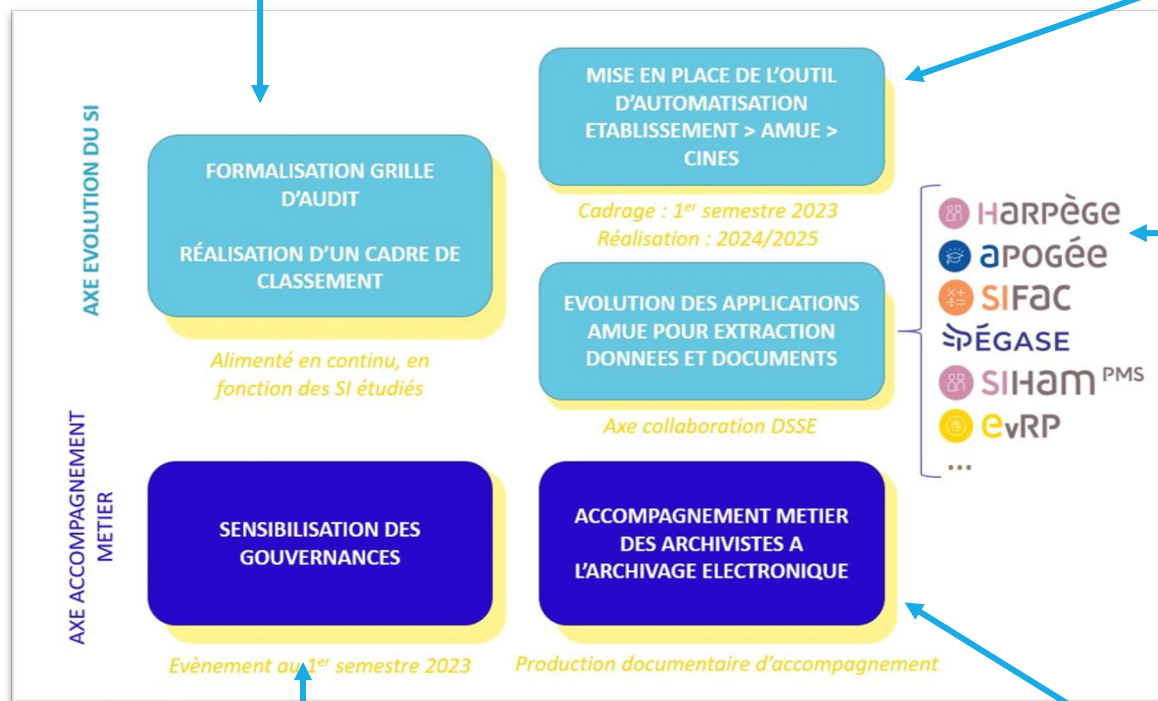 AXE EVOLUTION DU SI
FORMALISATION GRILLE
D'AUDIT
RÉALISATION D'UN CADRE DE
CLASSEMENT
Alimenté en continu, en
fonction des SI étudiés
MISE EN PLACE DE L'OUTIL
D'AUTOMATISATION
ETABLISSEMENT > AMUE >
CINES
Cadrage : 1er semestre 2023
Réalisation : 2024/2025
EVOLUTION DES APPLICATIONS
AMUE POUR EXTRACTION
DONNEES ET DOCUMENTS
Axe collaboration DSSE
HARPÈGE
APOGÉE
SIFAC
PÉGASE
SIHAM PMS
evRP
...
AXE ACCOMPAGNEMENT
METIER
SENSIBILISATION DES
GOUVERNANCES
Evènement au 1er semestre 2023
ACCOMPAGNEMENT METIER
DES ARCHIVISTES A
L'ARCHIVAGE ELECTRONIQUE
Production documentaire d'accompagnement